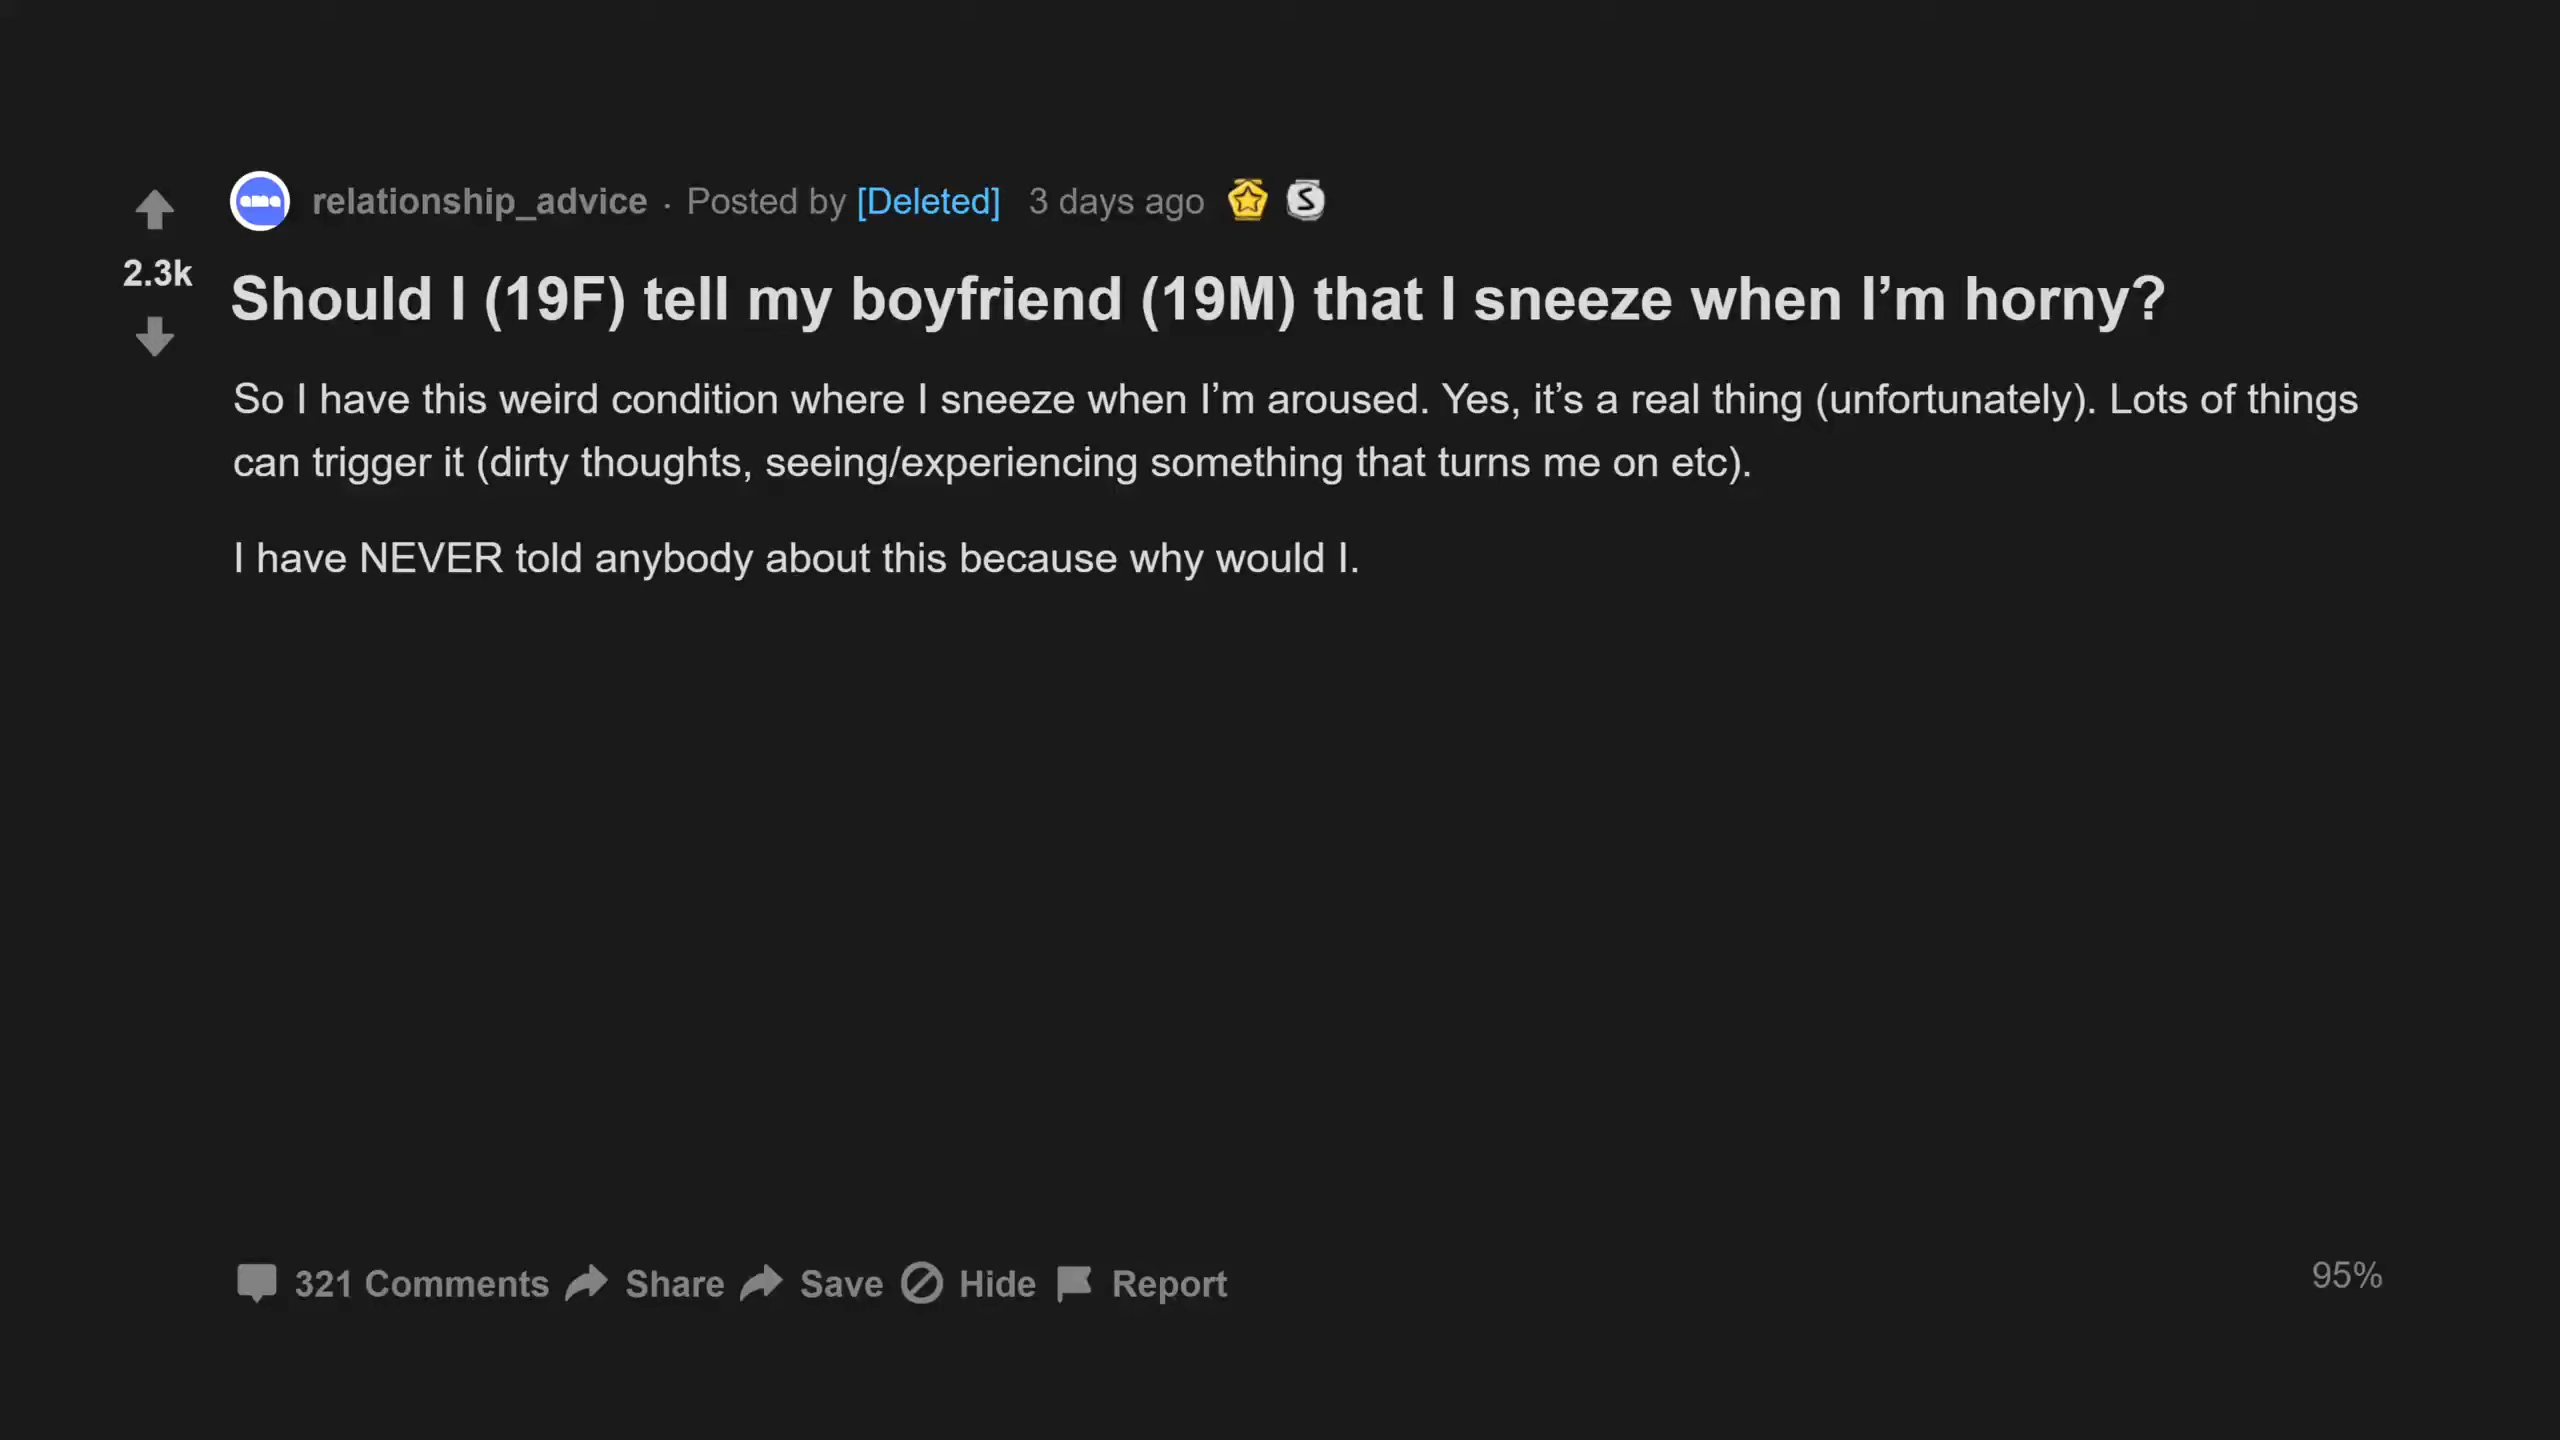 relationship_advice · Posted by [Deleted] 3 days ago
2.3k
Should I (19F) tell my boyfriend (19M) that I sneeze when I’m horny?
So I have this weird condition where I sneeze when I’m aroused. Yes, it’s a real thing (unfortunately). Lots of things
can trigger it (dirty thoughts, seeing/experiencing something that turns me on etc).
I have NEVER told anybody about this because why would I.
321 Comments Share Save Hide Report
95%